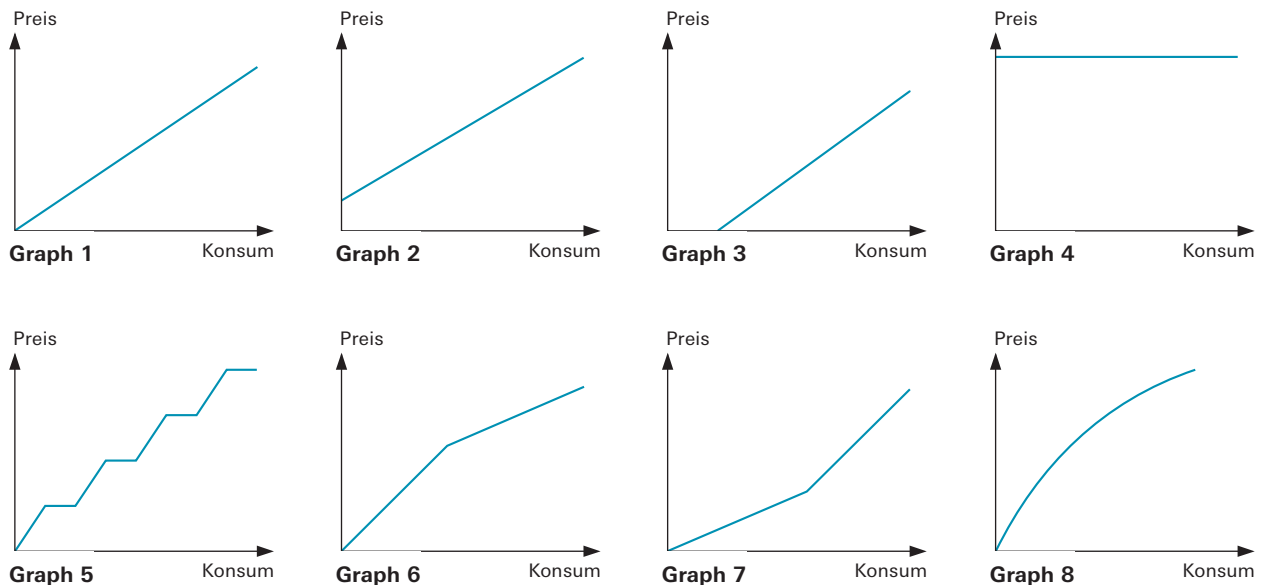 Preis Preis Preis Preis
Konsum Konsum Konsum Konsum
Graph 1 Graph 2 Graph 3 Graph 4
Preis Preis Preis Preis
Konsum Konsum Konsum Konsum
Graph 5 Graph 6 Graph 7 Graph 8